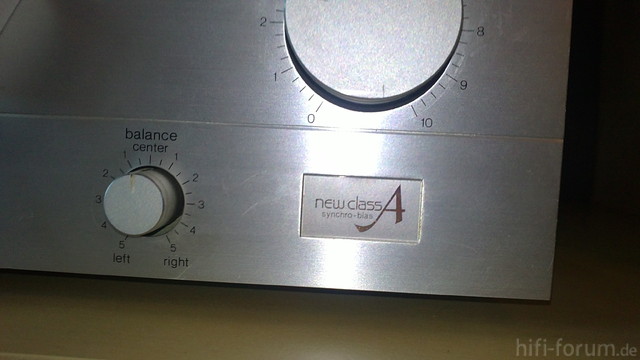 2
8
1
9
0
10
balance
center
1 1
2 2
3 3
4 4
5 5
left right
new class A
synchro-bias
hifi-forum.de